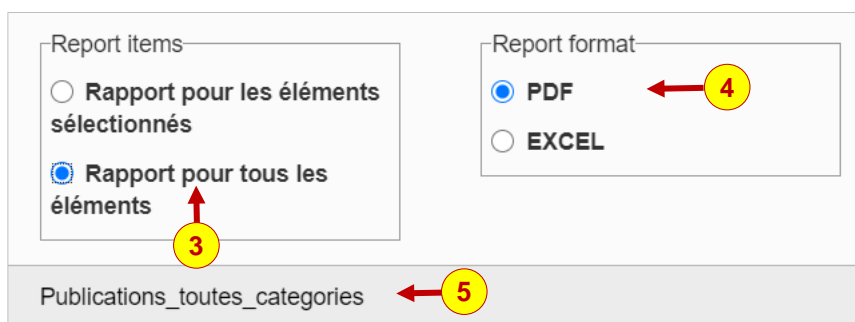 Report items
Rapport pour les éléments
sélectionnés
Rapport pour tous les
éléments
3
Report format
PDF
4
EXCEL
Publications_toutes_categories
5